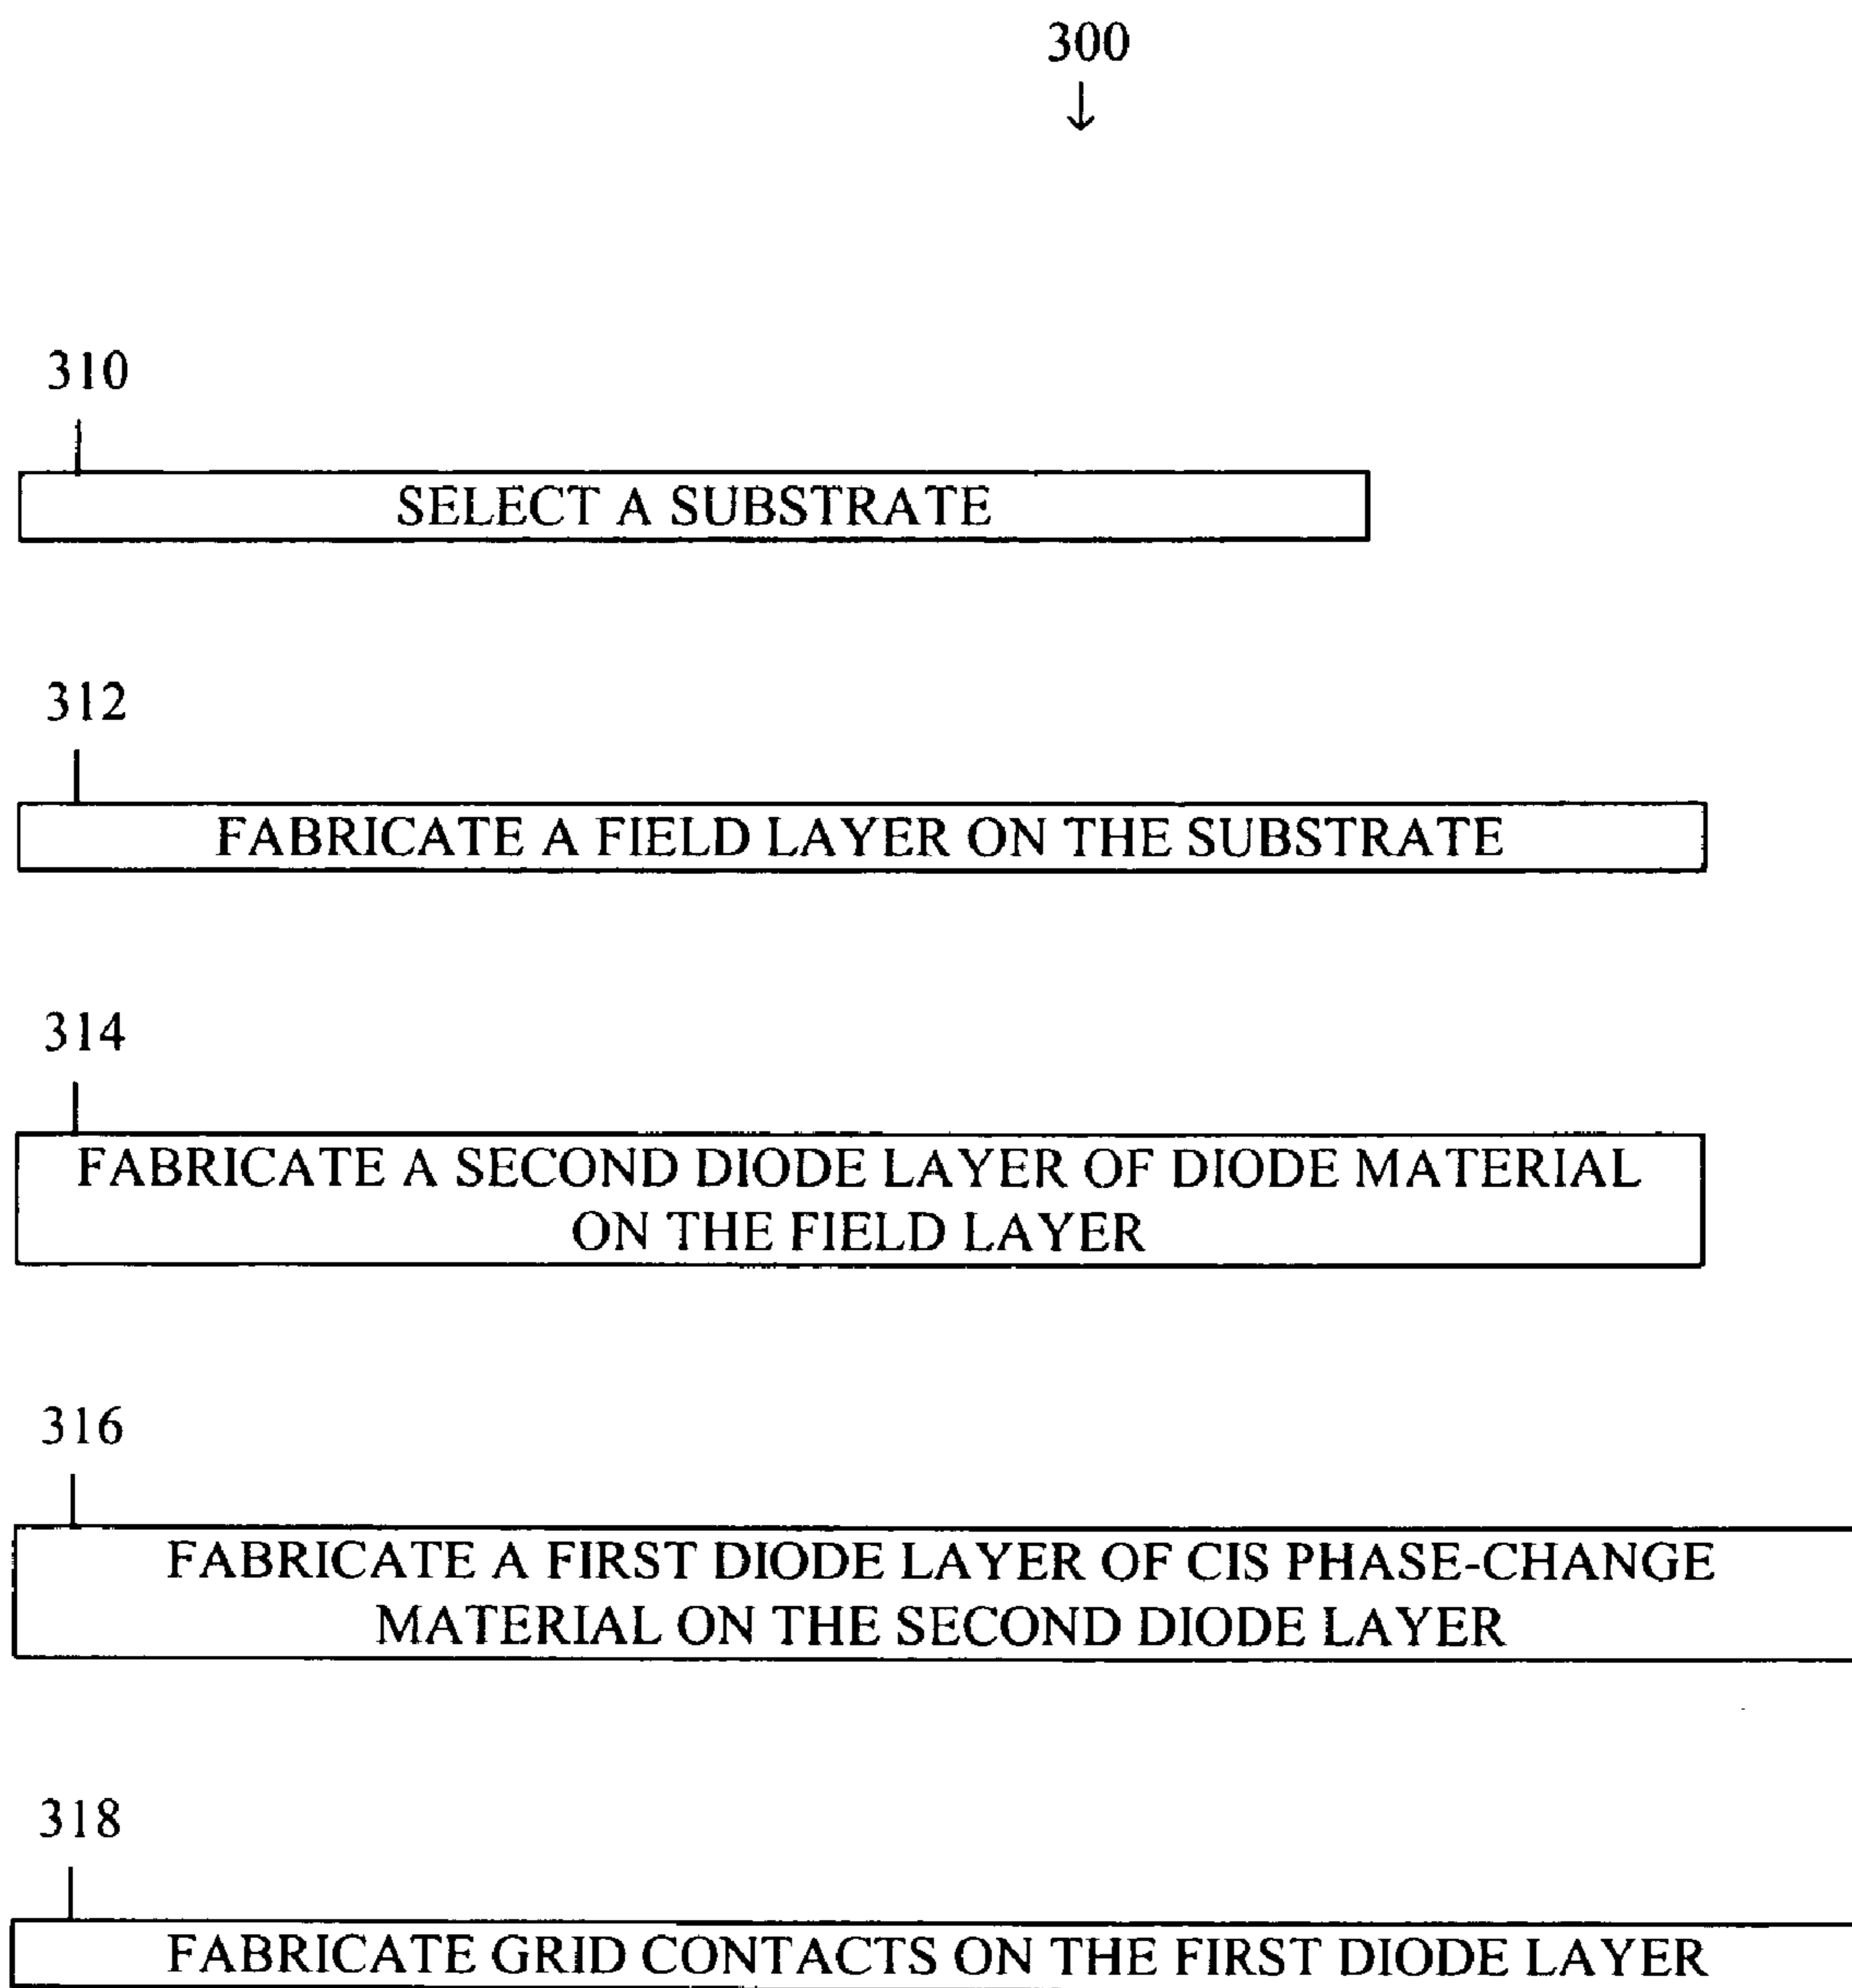 300
310
SELECT A SUBSTRATE
312
FABRICATE A FIELD LAYER ON THE SUBSTRATE
314
FABRICATE A SECOND DIODE LAYER OF DIODE MATERIAL
ON THE FIELD LAYER
316
FABRICATE A FIRST DIODE LAYER OF CIS PHASE-CHANGE
MATERIAL ON THE SECOND DIODE LAYER
318
FABRICATE GRID CONTACTS ON THE FIRST DIODE LAYER